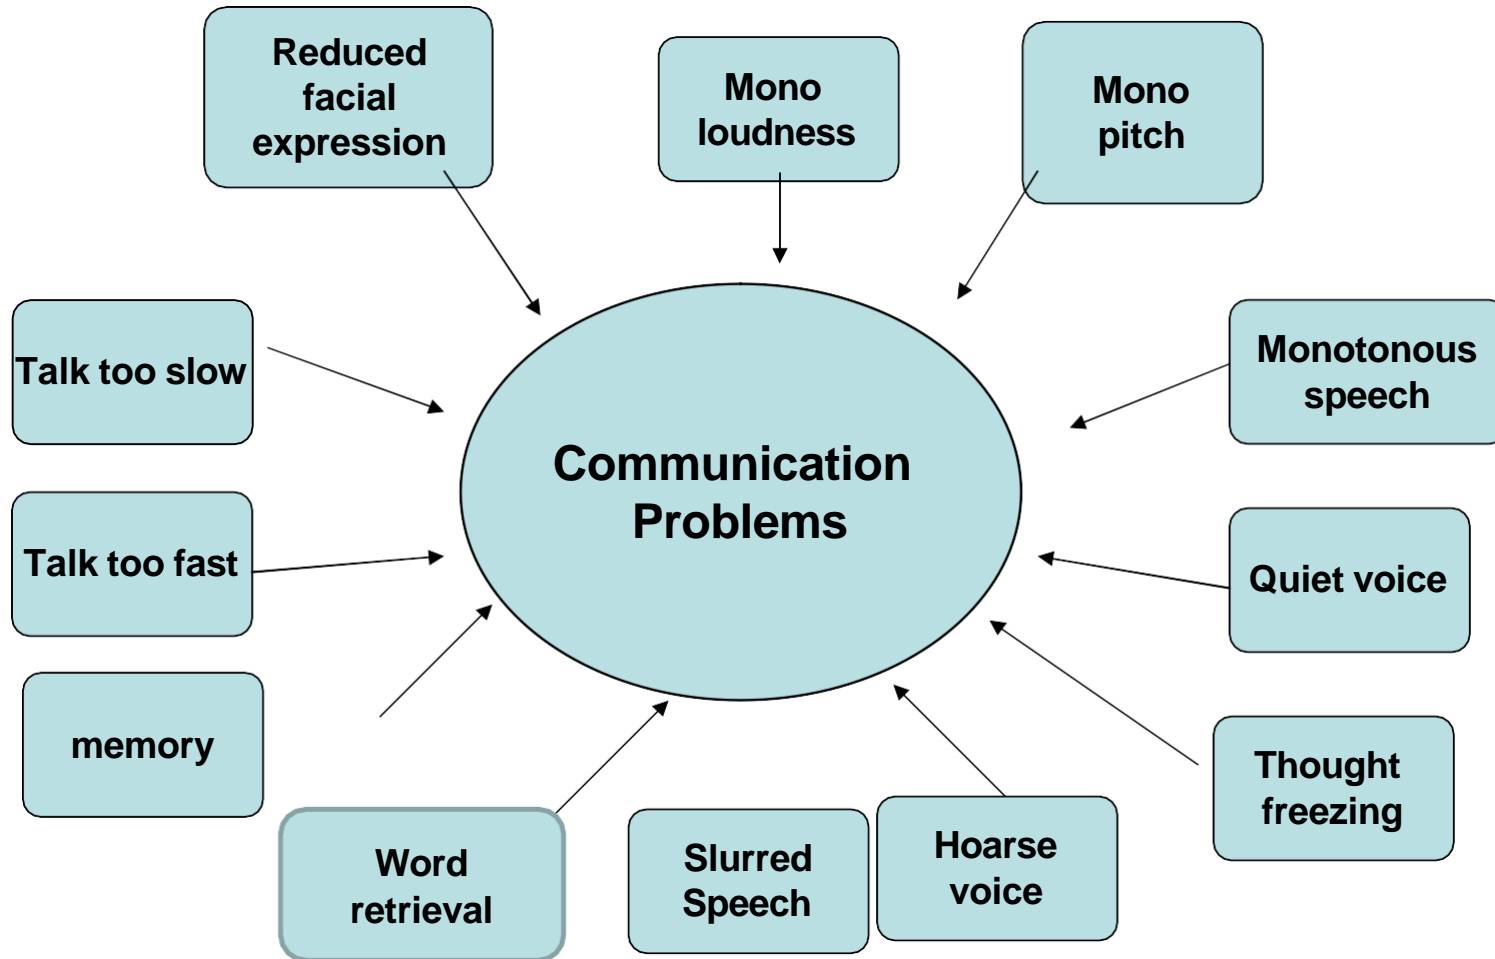 Reduced
facial
expression
Mono
loudness
Mono
pitch
Talk too slow
Monotonous
speech
Communication
Problems
Talk too fast
Quiet voice
memory
Thought
freezing
Word
retrieval
Slurred
Speech
Hoarse
voice